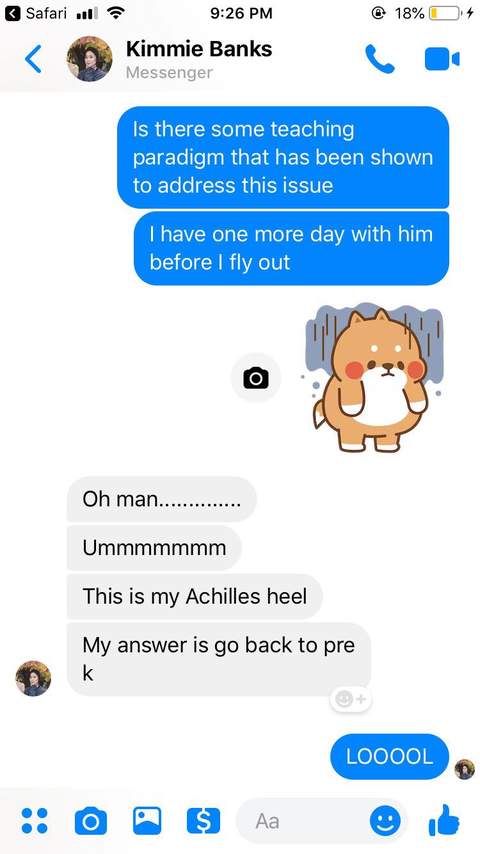 Safari
9:26 PM
18%
Kimmie Banks
Messenger
Is there some teaching
paradigm that has been shown
to address this issue
I have one more day with him
before I fly out
Oh man..............
Ummmmmmm
This is my Achilles heel
My answer is go back to pre
k
LOOOOL
Aa